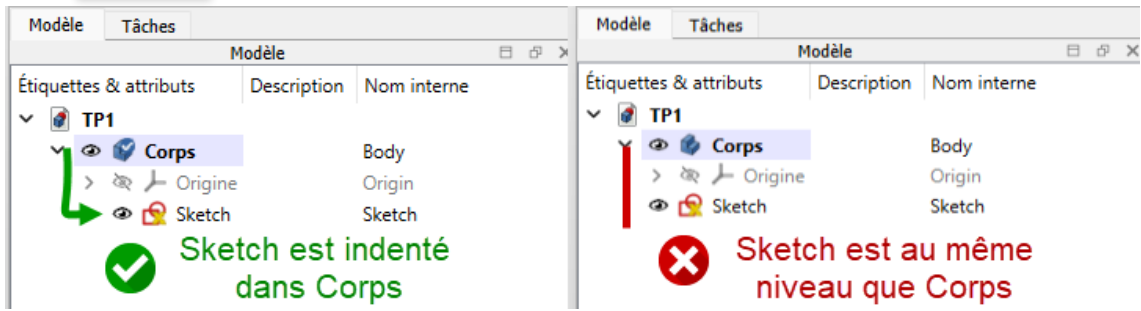 Modèle Tâches
Modèle
Étiquettes & attributs Description Nom interne
TP1
Corps Body
Origine Origin
Sketch Sketch
Sketch est indenté
dans Corps
Modèle Tâches
Modèle
Étiquettes & attributs Description Nom interne
TP1
Corps Body
Origine Origin
Sketch Sketch
Sketch est au même
niveau que Corps